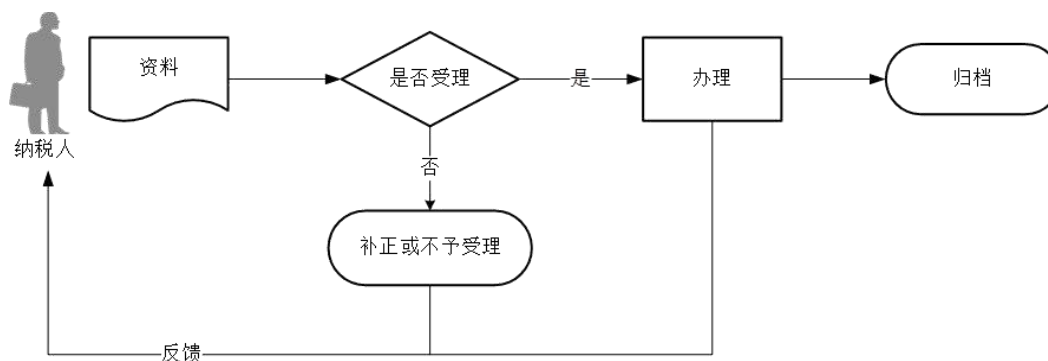 资料
是否受理
是
办理
归档
纳税人
否
补正或不予受理
反馈